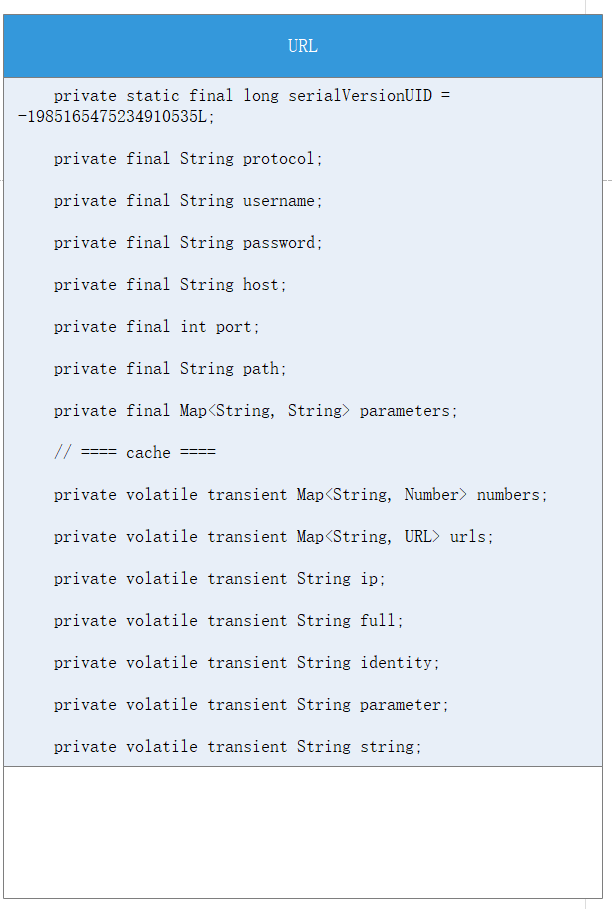 URL
private static final long serialVersionUID =
-1985165475234910535L;
private final String protocol;
private final String username;
private final String password;
private final String host;
private final int port;
private final String path;
private final Map<String, String> parameters;
// ==== cache ====
private volatile transient Map<String, Number> numbers;
private volatile transient Map<String, URL> urls;
private volatile transient String ip;
private volatile transient String full;
private volatile transient String identity;
private volatile transient String parameter;
private volatile transient String string;